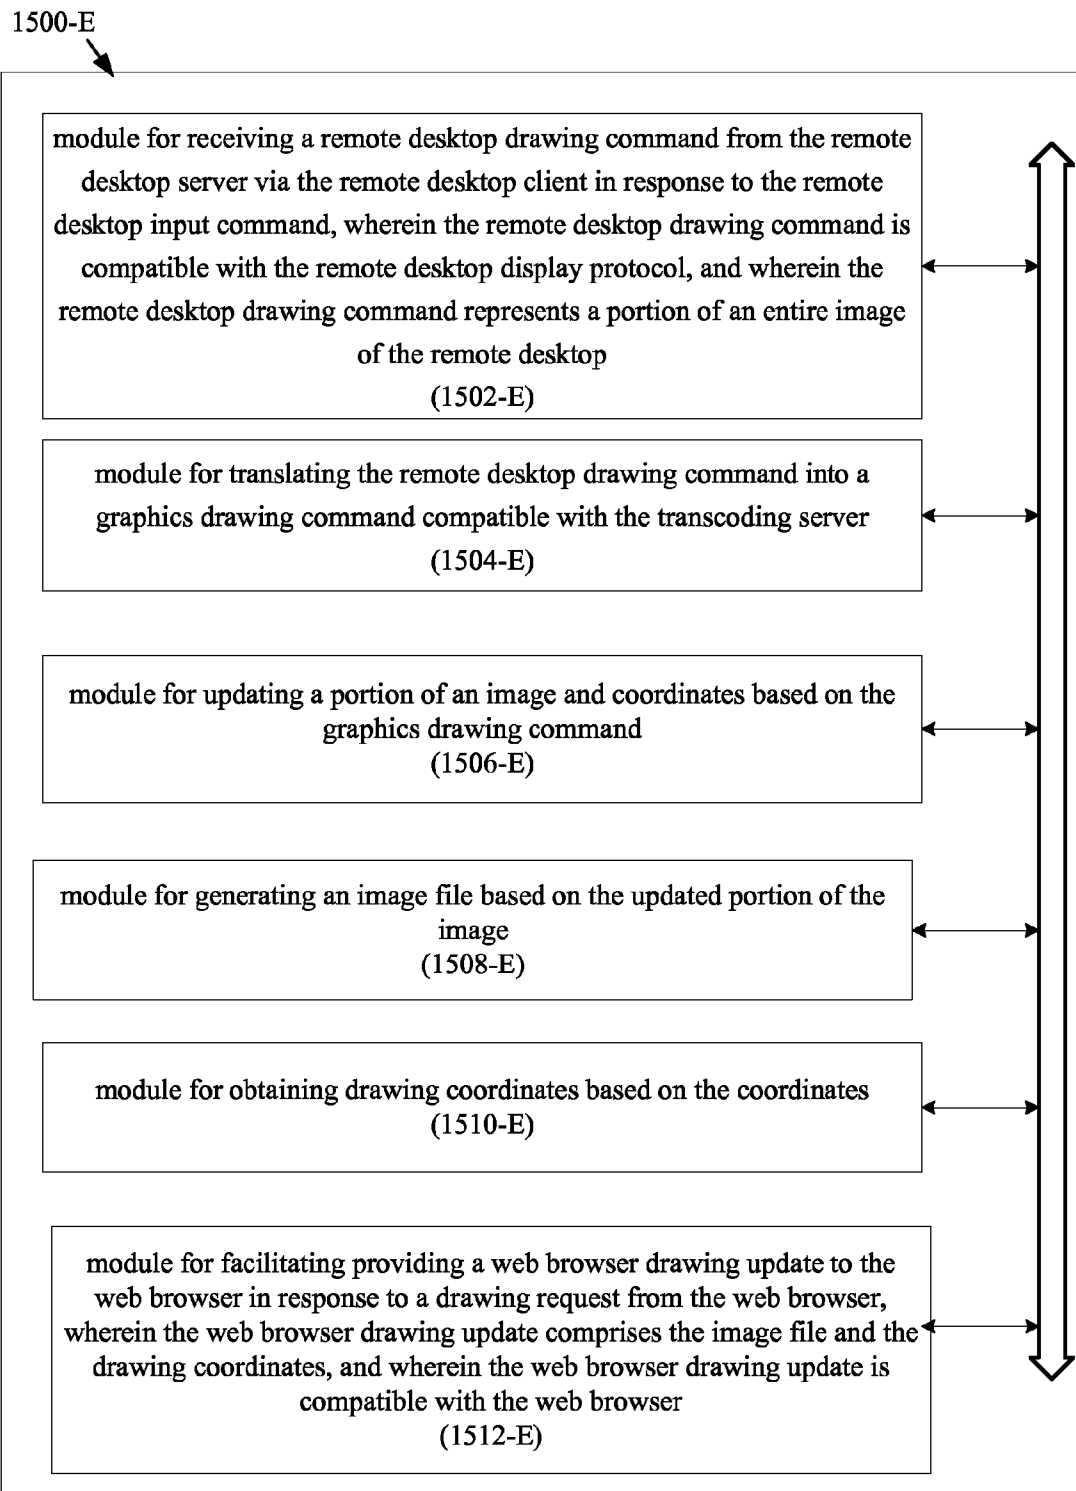 1500-E
module for receiving a remote desktop drawing command from the remote
desktop server via the remote desktop client in response to the remote
desktop input command, wherein the remote desktop drawing command is
compatible with the remote desktop display protocol, and wherein the
remote desktop drawing command represents a portion of an entire image
of the remote desktop
(1502-E)
module for translating the remote desktop drawing command into a
graphics drawing command compatible with the transcoding server
(1504-E)
module for updating a portion of an image and coordinates based on the
graphics drawing command
(1506-E)
module for generating an image file based on the updated portion of the
image
(1508-E)
module for obtaining drawing coordinates based on the coordinates
(1510-E)
module for facilitating providing a web browser drawing update to the
web browser in response to a drawing request from the web browser,
wherein the web browser drawing update comprises the image file and the
drawing coordinates, and wherein the web browser drawing update is
compatible with the web browser
(1512-E)